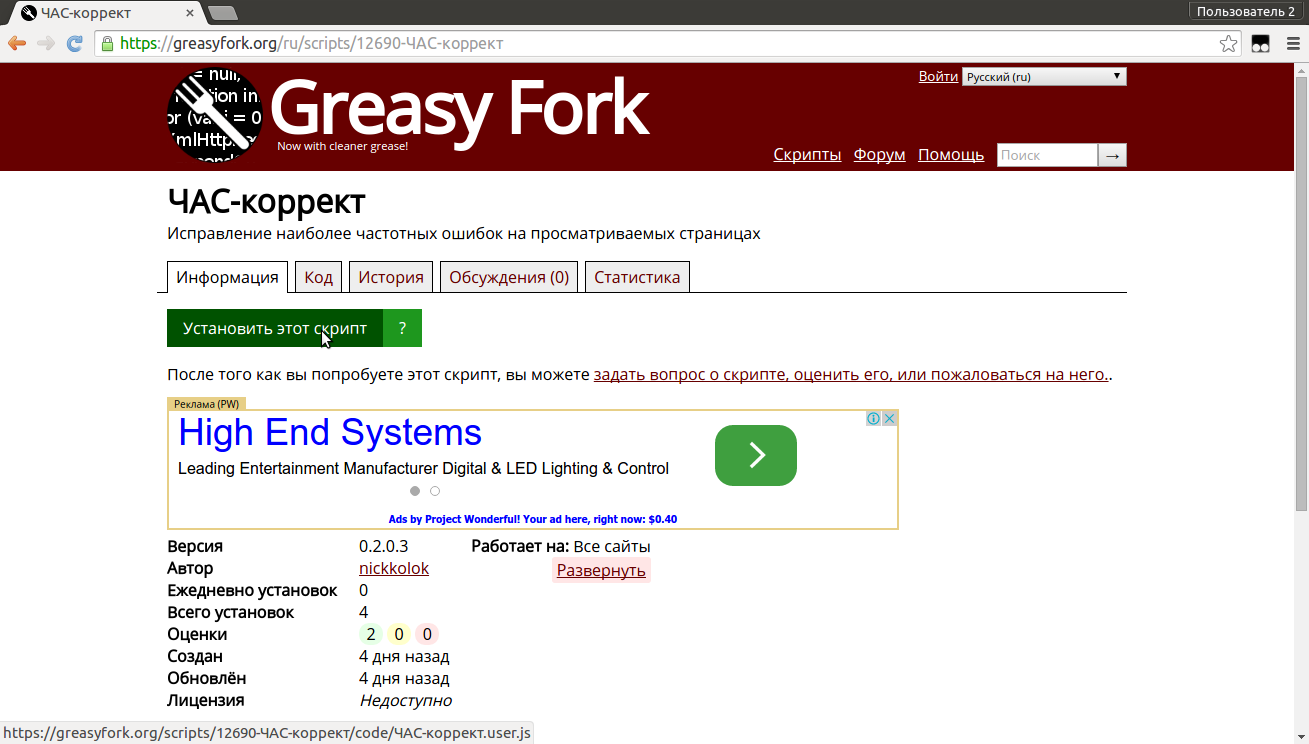 ЧАС-коррект
Пользователь 2
https://greasyfork.org/ru/scripts/12690-ЧАС-коррект
= null,
Greasy Fork
Now with cleaner grease!
Войти Русский (ru)
Скрипты Форум Помощь Поиск →
ЧАС-коррект
Исправление наиболее частотных ошибок на просматриваемых страницах
Информация Код История Обсуждения (0) Статистика
Установить этот скрипт ?
После того как вы попробуете этот скрипт, вы можете задать вопрос о скрипте, оценить его, или пожаловаться на него..
Реклама (PW)
High End Systems
Leading Entertainment Manufacturer Digital & LED Lighting & Control
Ads by Project Wonderful! Your ad here, right now: $0.40
Версия 0.2.0.3 Работает на: Все сайты
Автор nickkolok Развернуть
Ежедневно установок 0
Всего установок 4
Оценки 2 0 0
Создан 4 дня назад
Обновлён 4 дня назад
Лицензия Недоступно
https://greasyfork.org/scripts/12690-ЧАС-коррект/code/ЧАС-коррект.user.js